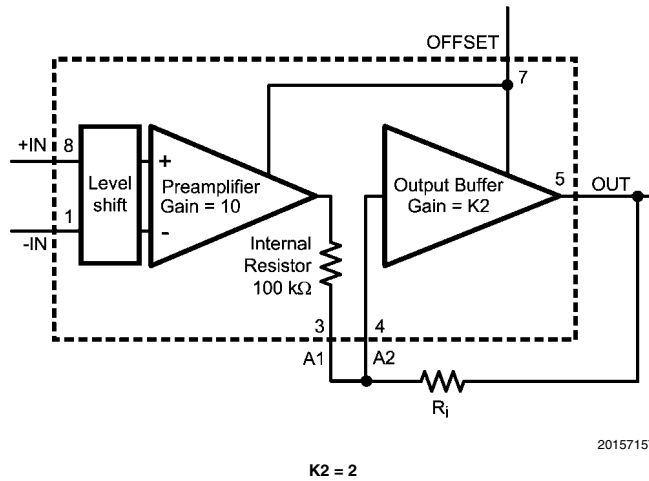 OFFSET
7
+IN 8
Level
shift
+
-
Preamplifier
Gain = 10
Output Buffer
Gain = K2
5 OUT
1
-IN
Internal
Resistor
100 kΩ
3
4
A1
A2
Ri
2015715
K2 = 2